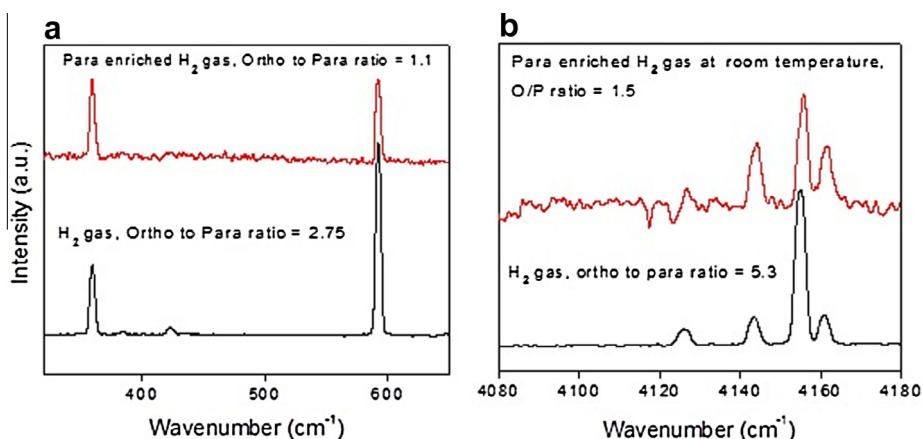 a
Para enriched H2 gas, Ortho to Para ratio = 1.1
H2 gas, Ortho to Para ratio = 2.75
Intensity (a.u.)
400 500 600
Wavenumber (cm-1)
b
Para enriched H2 gas at room temperature,
O/P ratio = 1.5
H2 gas, ortho to para ratio = 5.3
4080 4100 4120 4140 4160 4180
Wavenumber (cm-1)